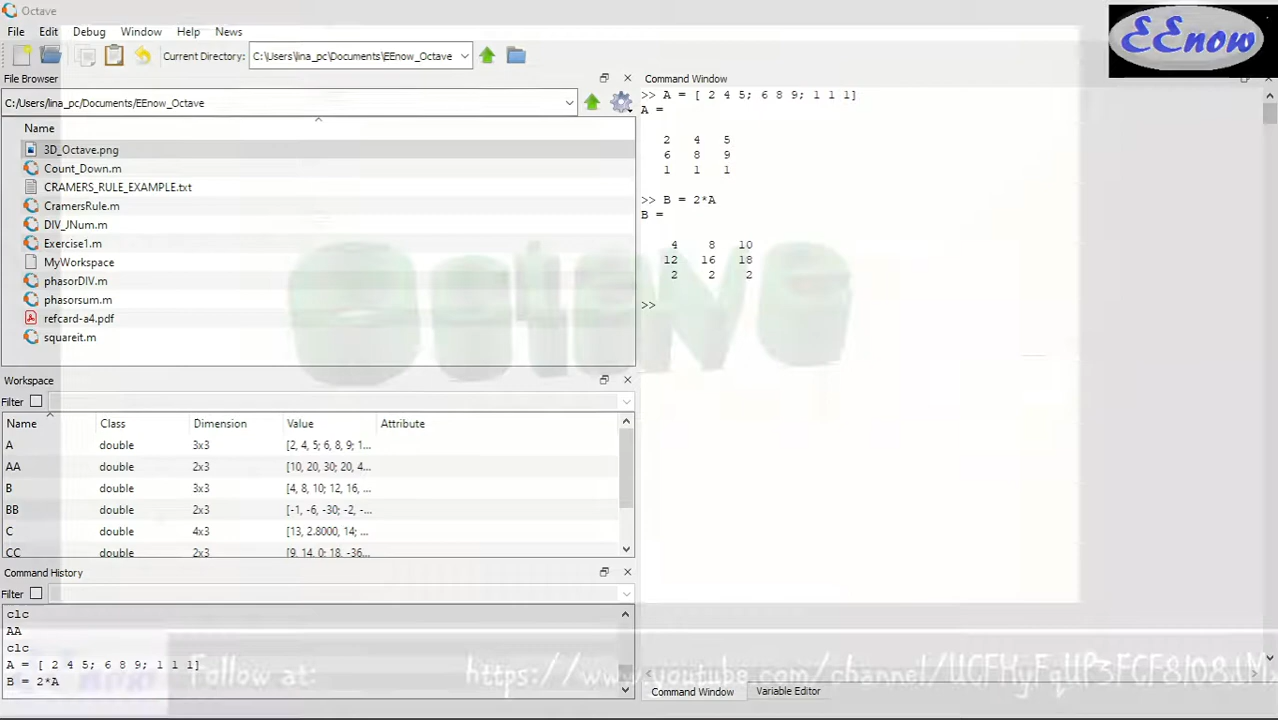 Octave
EEnow
File Edit Debug Window Help News
Current Directory: C:\Users\lina_pc\Documents\EEnow_Octave
File Browser
C:/Users/lina_pc/Documents/EEnow_Octave
Name
3D_Octave.png
Count_Down.m
CRAMERS_RULE_EXAMPLE.txt
CramersRule.m
DIV_JNum.m
Exercise1.m
MyWorkspace
phasorDIV.m
phasorsum.m
refcard-a4.pdf
squareit.m
Workspace
Filter
Name Class Dimension Value Attribute
A double 3x3 [2, 4, 5; 6, 8, 9; 1...
AA double 2x3 [10, 20, 30; 20, 4...
B double 3x3 [4, 8, 10; 12, 16, ...
BB double 2x3 [-1, -6, -30; -2, -...
C double 4x3 [13, 2.8000, 14; ...
CC double 2x3 [9, 14, 0; 18, -36...
Command History
Filter
clc
AA
clc
A = [ 2 4 5; 6 8 9; 1 1 1]
B = 2*A
Command Window
>> A = [ 2 4 5; 6 8 9; 1 1 1]
A =
2 4 5
6 8 9
1 1 1
>> B = 2*A
B =
4 8 10
12 16 18
2 2 2
>>
Octave
Follow at:
Command Window Variable Editor